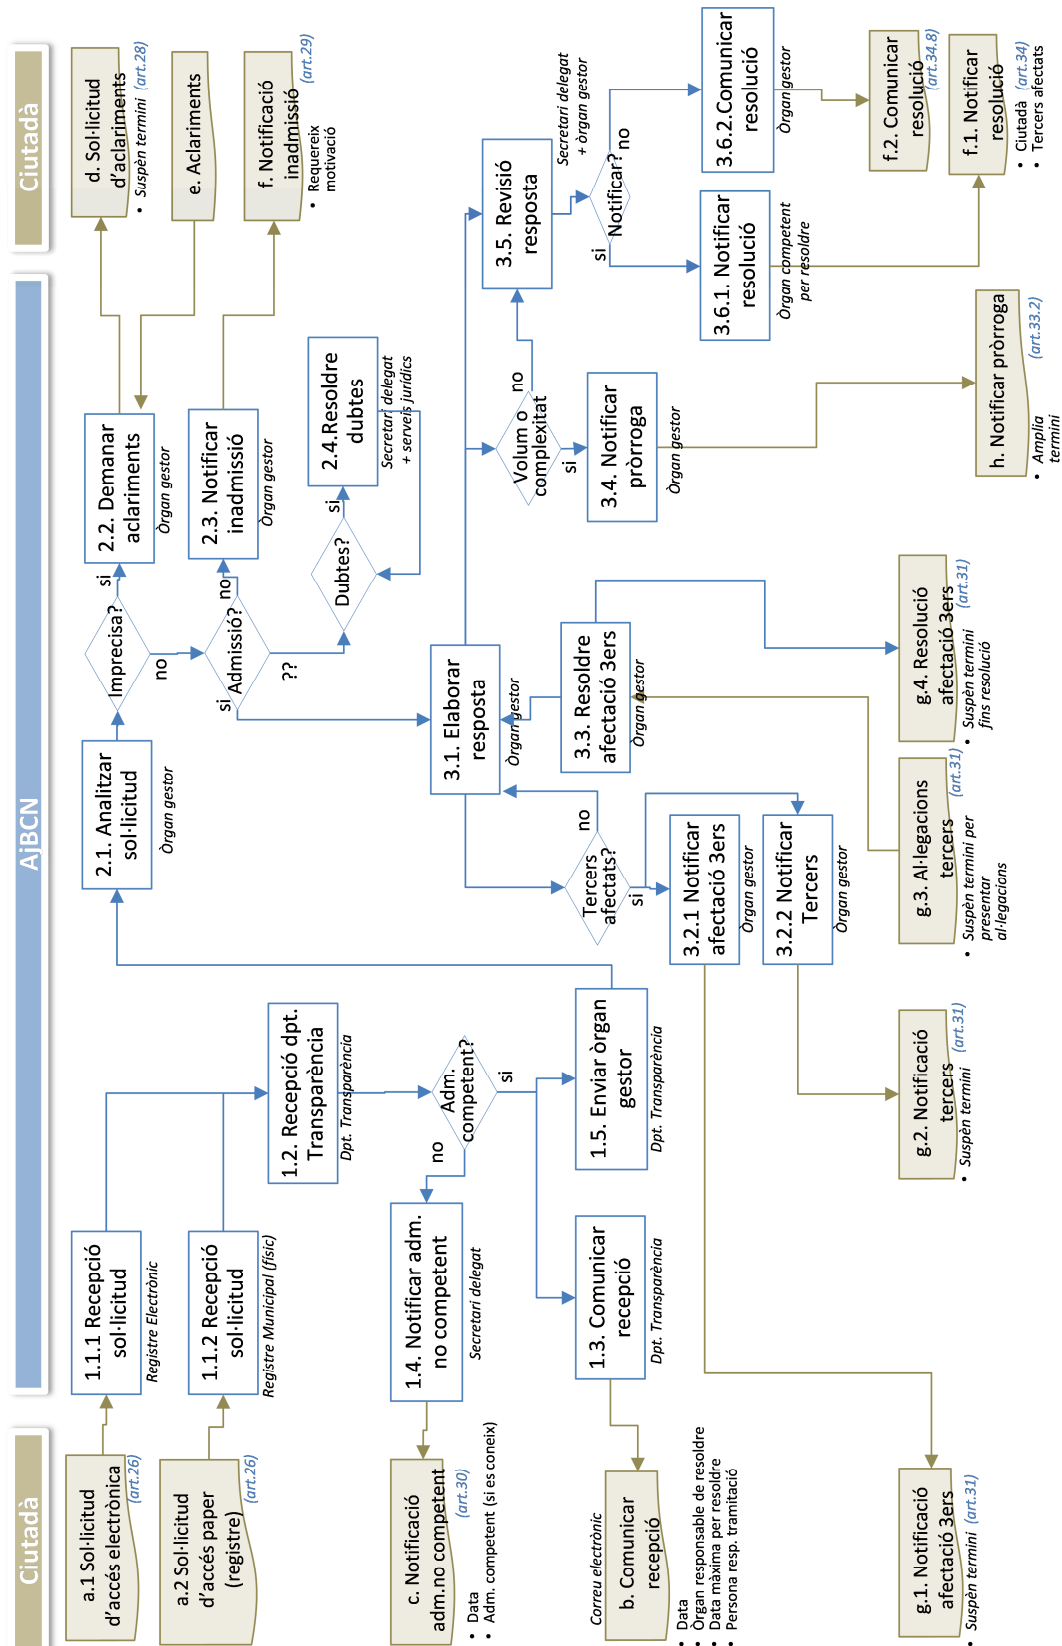 Ciutadà
AjBCN
Ciutadà
a.1 Sol·licitud
d'accés electrònica
(art.26)
a.2 Sol·licitud
d'accés paper
(registre)
(art.26)
c. Notificació
adm.no competent
(art.30)
• Data
• Adm. competent (si es coneix)
Correu electrònic
b. Comunicar
recepció
• Data
• Òrgan responsable de resoldre
• Data màxima per resoldre
• Persona resp. tramitació
g.1. Notificació
afectació 3ers
• Suspèn termini (art.31)
1.1.1 Recepció
sol·licitud
Registre Electrònic
1.1.2 Recepció
sol·licitud
Registre Municipal (físic)
1.2. Recepció dpt.
Transparència
Dpt. Transparència
Adm.
competent?
no
si
1.4. Notificar adm.
no competent
Secretari delegat
1.3. Comunicar
recepció
Dpt. Transparència
1.5. Enviar òrgan
gestor
Dpt. Transparència
2.1. Analitzar
sol·licitud
Òrgan gestor
Imprecisa?
si
no
2.2. Demanar
aclariments
Òrgan gestor
Admissió?
si
no
??
2.3. Notificar
inadmissió
Òrgan gestor
Dubtes?
si
2.4.Resoldre
dubtes
Secretari delegat
+ serveis jurídics
3.1. Elaborar
resposta
Òrgan gestor
Tercers
afectats?
no
si
3.2.1 Notificar
afectació 3ers
Òrgan gestor
3.2.2 Notificar
Tercers
Òrgan gestor
3.3. Resoldre
afectació 3ers
Òrgan gestor
Volum o
complexitat
no
si
3.4. Notificar
pròrroga
Òrgan gestor
3.5. Revisió
resposta
Secretari delegat
+ òrgan gestor
Notificar?
si
no
3.6.1. Notificar
resolució
Òrgan competent
per resoldre
3.6.2.Comunicar
resolució
Òrgan gestor
g.2. Notificació
tercers
(art.31)
• Suspèn termini
g.3. Al·legacions
tercers
(art.31)
• Suspèn termini per
presentar
al·legacions
g.4. Resolució
afectació 3ers
(art.31)
• Suspèn termini
fins resolució
h. Notificar pròrroga
(art.33.2)
• Amplia
termini
d. Sol·licitud
d'aclariments
• Suspèn termini (art.28)
e. Aclariments
f. Notificació
inadmissió
(art.29)
• Requereix
motivació
f.2. Comunicar
resolució
(art.34.8)
f.1. Notificar
resolució
• Ciutadà (art.34)
• Tercers afectats